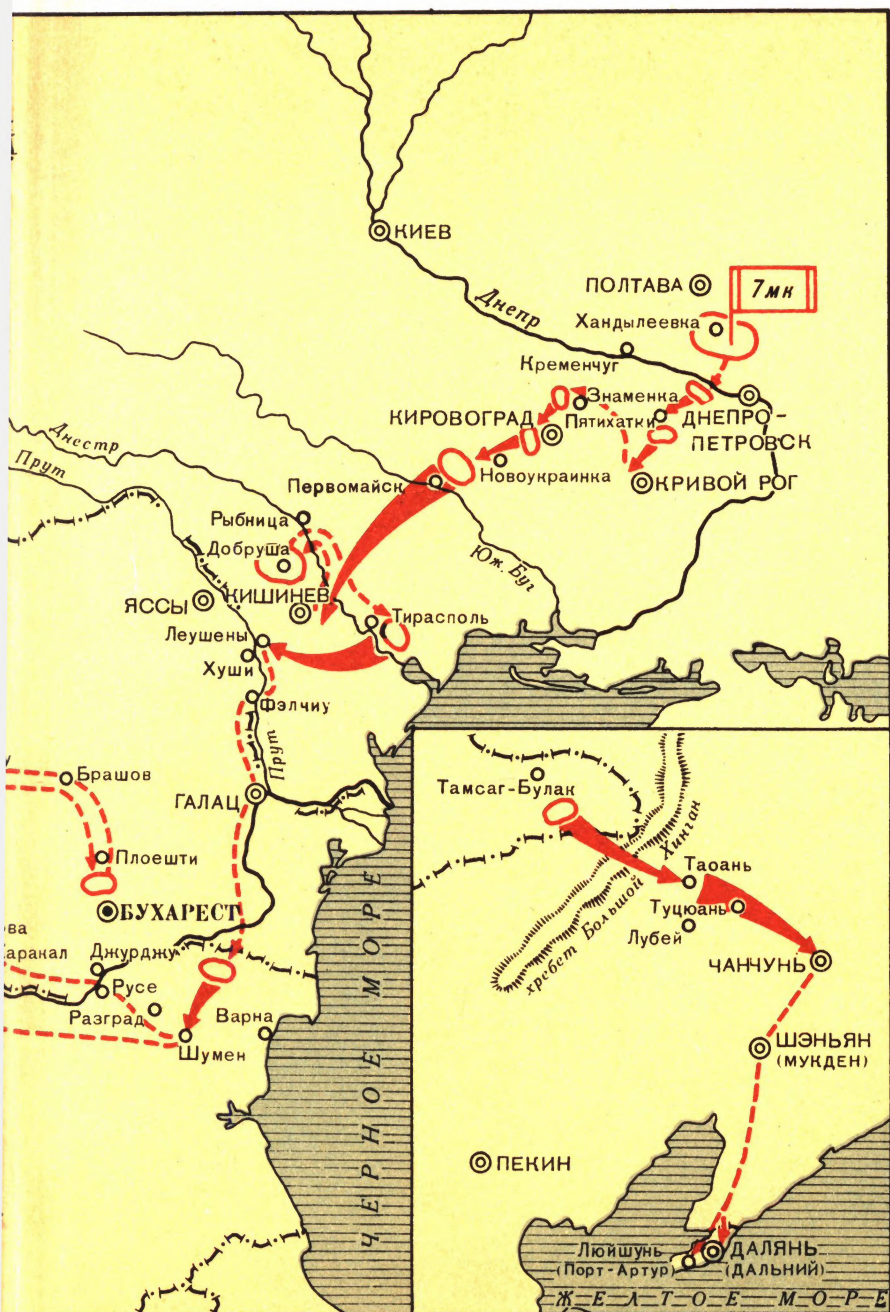 КИЕВ
Днепр
ПОЛТАВА
7мк
Хандылеевка
Кременчуг
Знаменка
КИРОВОГРАД
Пятихатки
ДНЕПРО-
ПЕТРОВСК
Новоукраинка
КРИВОЙ РОГ
Днестр
Прут
Первомайск
Рыбница
Добруша
Юж. Буг
КИШИНЕВ
ЯССЫ
Тирасполь
Леушены
Хуши
Фэлчиу
Прут
Брашов
ГАЛАЦ
Плоешти
БУХАРЕСТ
ва
аракал
Джурджу
Русе
Разград
Варна
Шумен
ЧЕРНОЕ МОРЕ
Тамсаг-Булак
хребет Большой Хинган
Таоань
Туцюань
Лубей
ЧАНЧУНЬ
ШЭНЬЯН
(МУКДЕН)
ПЕКИН
Люйшунь
(Порт-Артур)
ДАЛЯНЬ
(ДАЛЬНИЙ)
ЖЕЛТОЕ МОРЕ